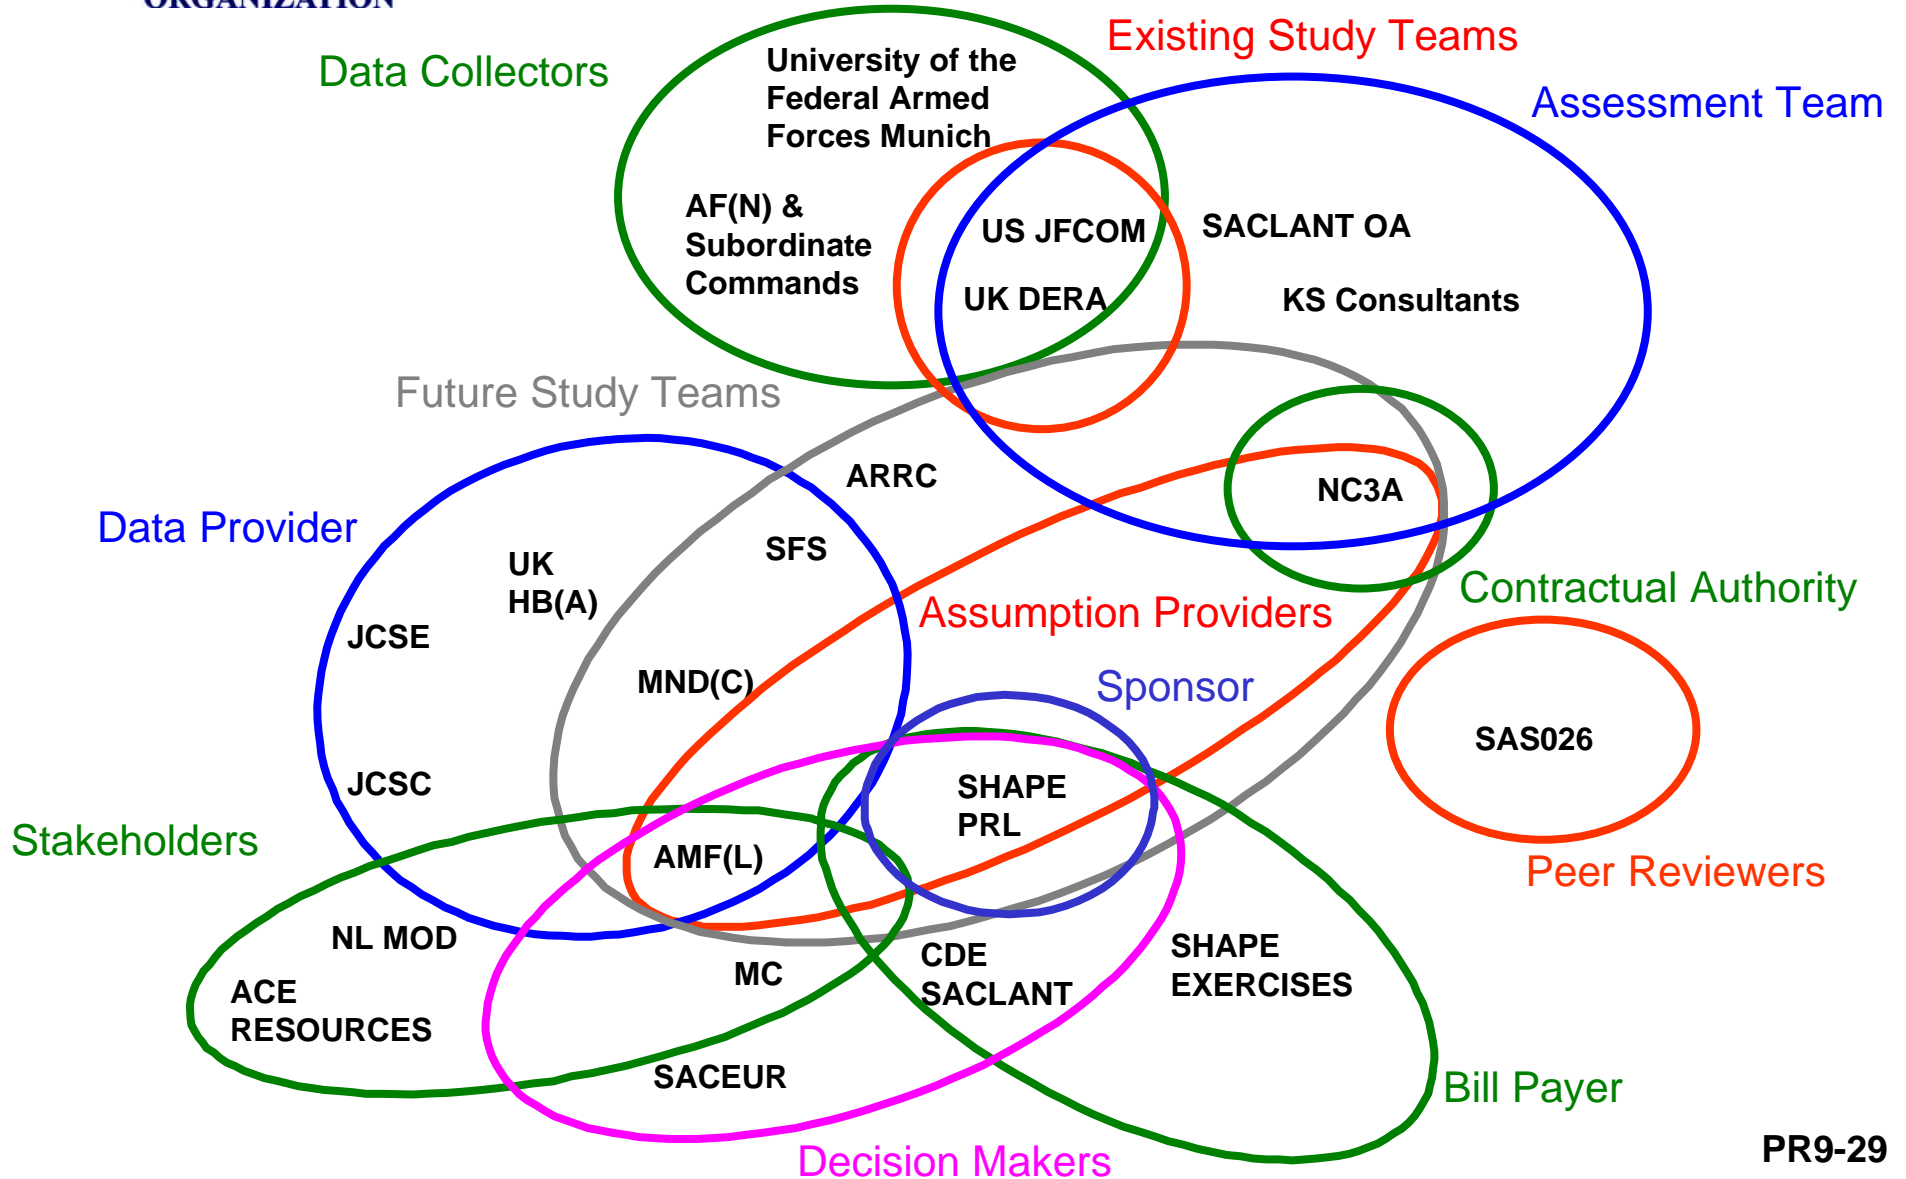 ORGANIZATION
Existing Study Teams
Data Collectors
University of the
Federal Armed
Forces Munich
Assessment Team
AF(N) &
Subordinate
Commands
US JFCOM
SACLANT OA
UK DERA
KS Consultants
Future Study Teams
ARRC
NC3A
Data Provider
SFS
UK
HB(A)
JCSE
Assumption Providers
Contractual Authority
MND(C)
Sponsor
SAS026
JCSC
SHAPE
PRL
Stakeholders
AMF(L)
Peer Reviewers
NL MOD
MC
CDE
SACLANT
SHAPE
EXERCISES
ACE
RESOURCES
SACEUR
Bill Payer
Decision Makers
PR9-29